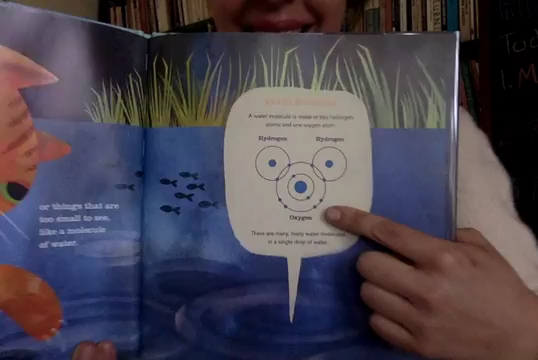 or things that are
too small to see,
like a molecule
of water.
A water molecule is made of two hydrogen
atoms and one oxygen atom.
Hydrogen Hydrogen
Oxygen
There are many, many water molecules
in a single drop of water.